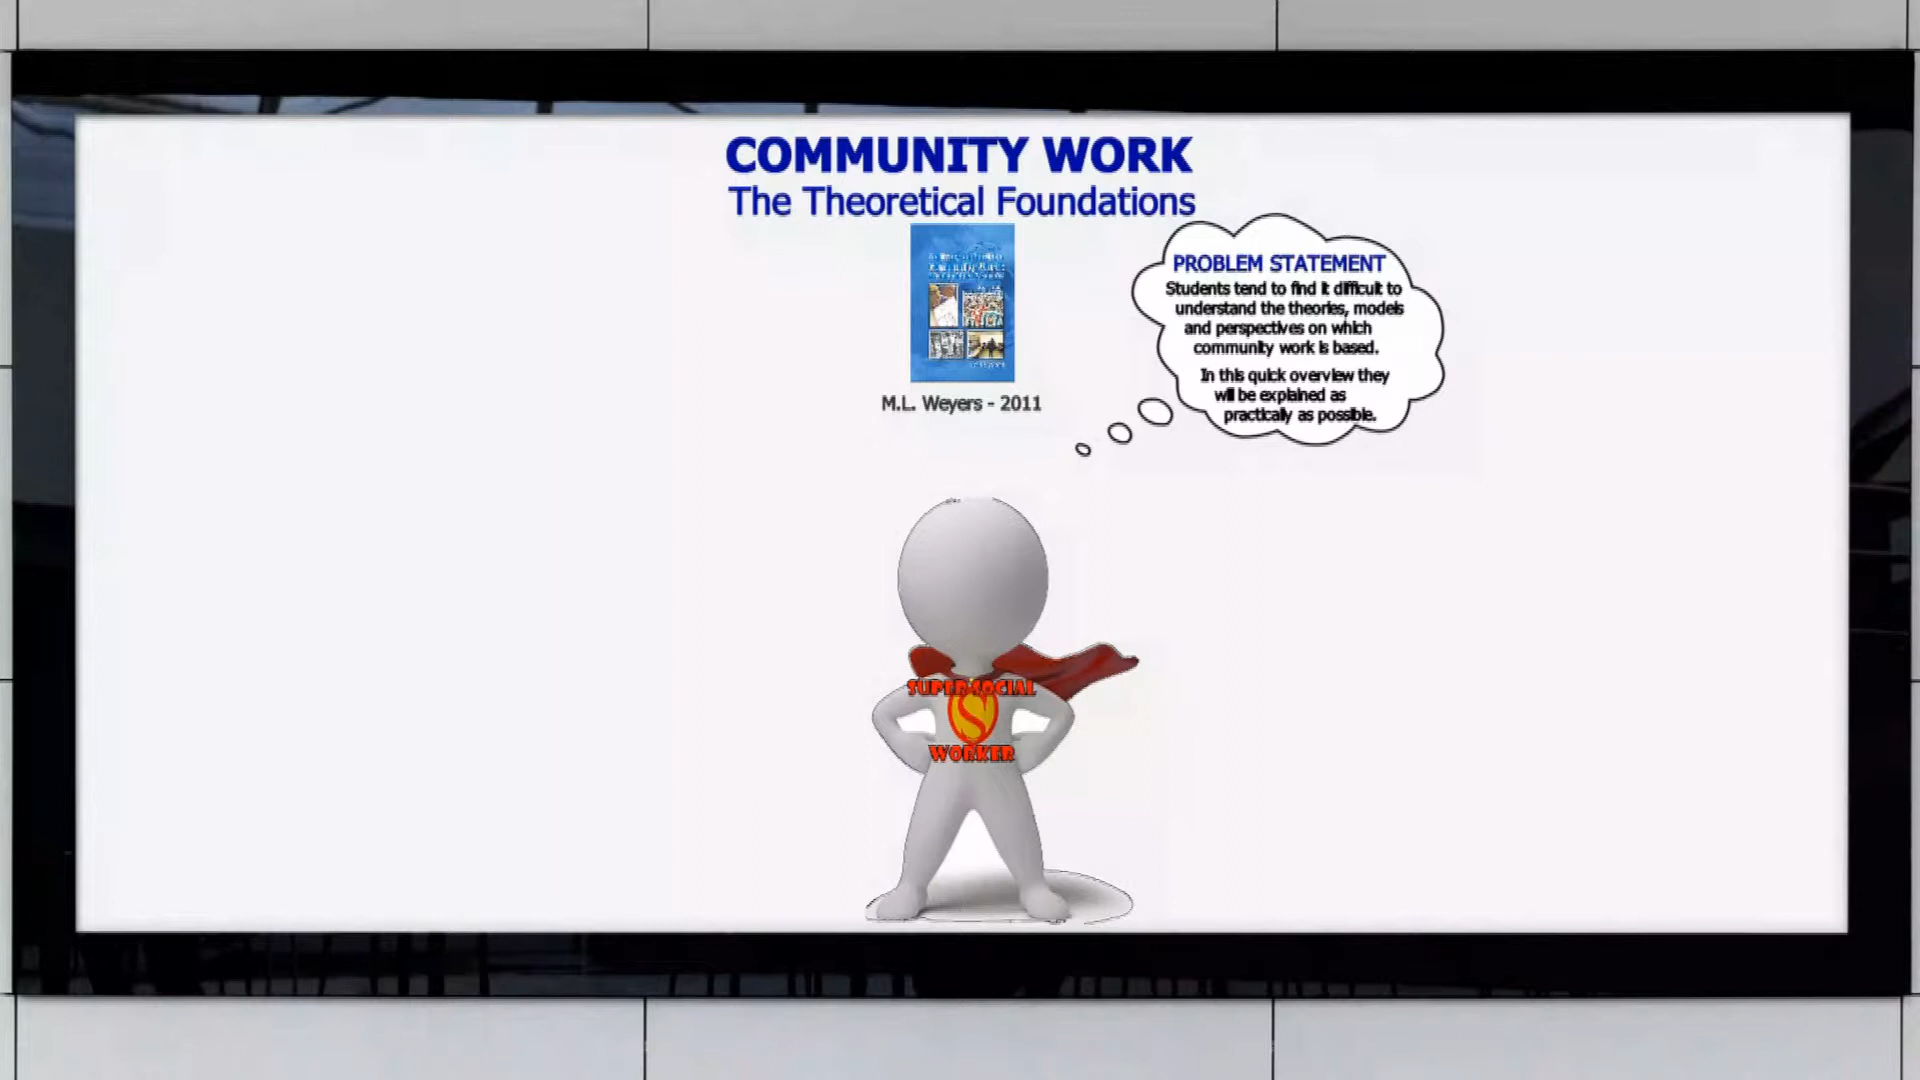 COMMUNITY WORK
The Theoretical Foundations
M.L. Weyers - 2011
PROBLEM STATEMENT
Students tend to find it difficult to
understand the theories, models
and perspectives on which
community work is based.
In this quick overview they
will be explained as
practically as possible.
SUPER SOCIAL
S
WORKER